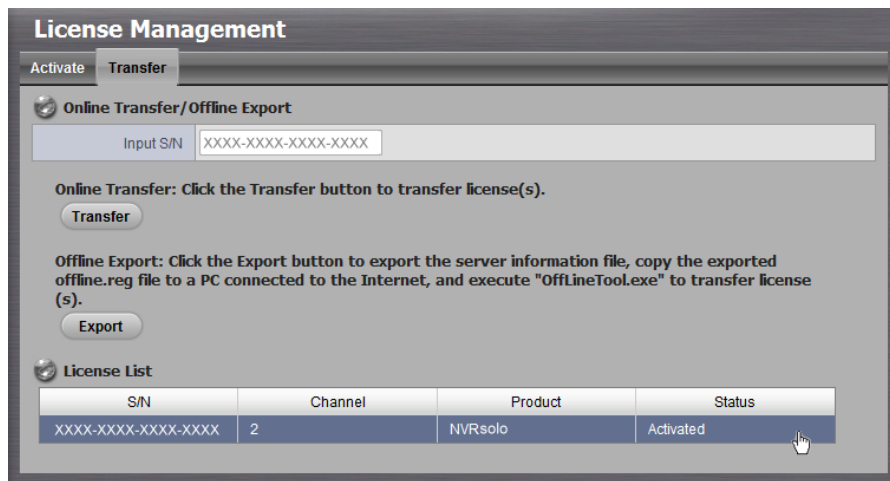 License Management
Activate Transfer
Online Transfer/Offline Export
Input S/N XXXX-XXXX-XXXX-XXXX
Online Transfer: Click the Transfer button to transfer license(s).
Transfer
Offline Export: Click the Export button to export the server information file, copy the exported
offline.reg file to a PC connected to the Internet, and execute "OffLineTool.exe" to transfer license
(s).
Export
License List
S/N Channel Product Status
XXXX-XXXX-XXXX-XXXX 2 NVRsolo Activated